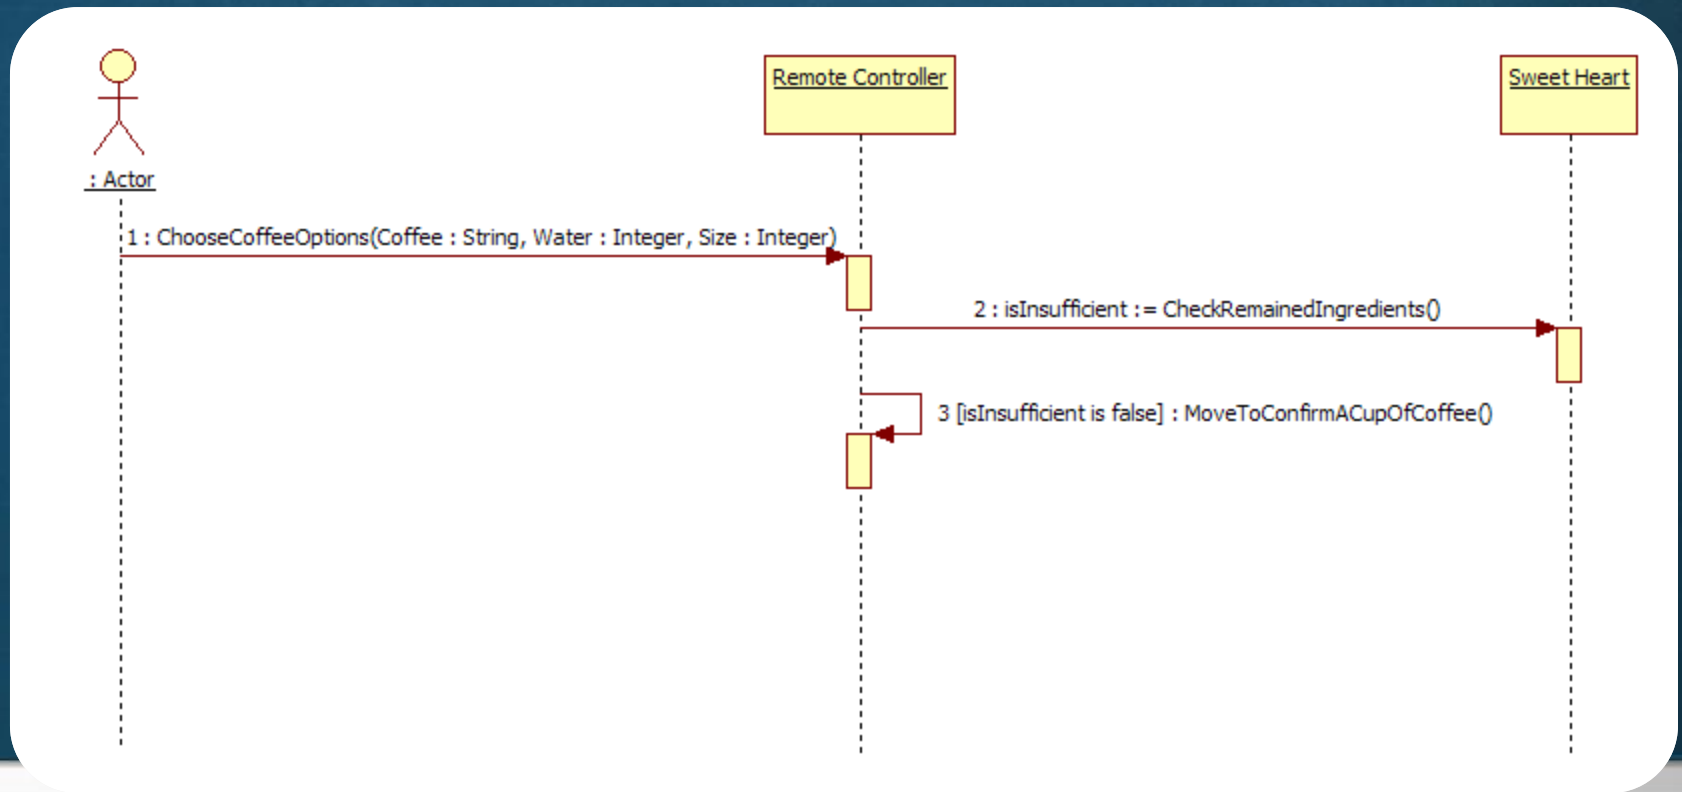 Remote Controller
Sweet Heart
: Actor
1 : ChooseCoffeeOptions(Coffee : String, Water : Integer, Size : Integer)
2 : isInsufficient := CheckRemainedIngredients()
3 [isInsufficient is false] : MoveToConfirmACupOfCoffee()